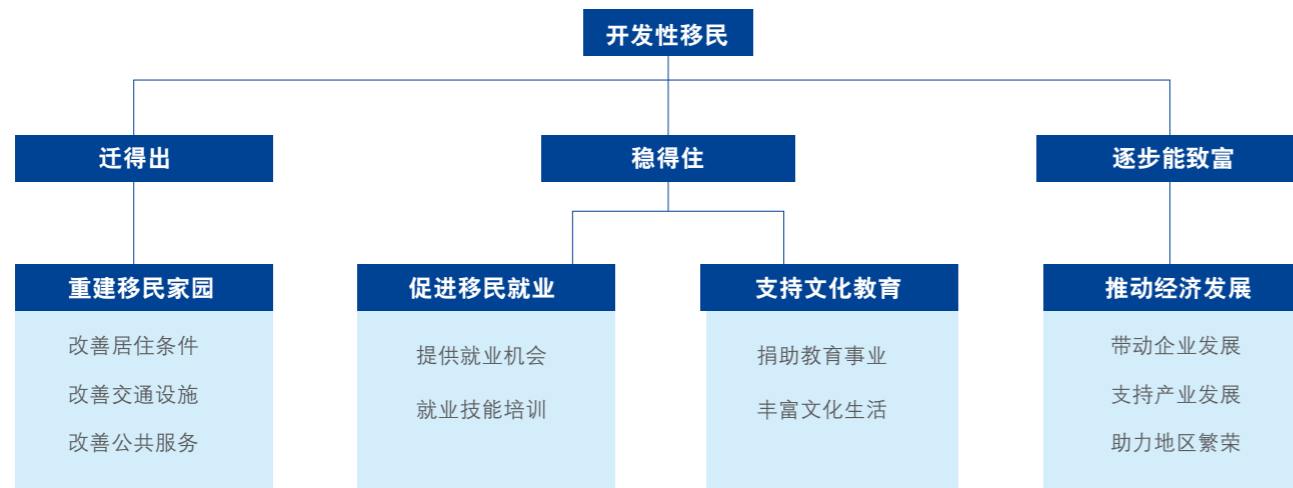 开发性移民
迁得出
稳得住
逐步能致富
重建移民家园
促进移民就业
支持文化教育
推动经济发展
改善居住条件
改善交通设施
改善公共服务
提供就业机会
就业技能培训
捐助教育事业
丰富文化生活
带动企业发展
支持产业发展
助力地区繁荣